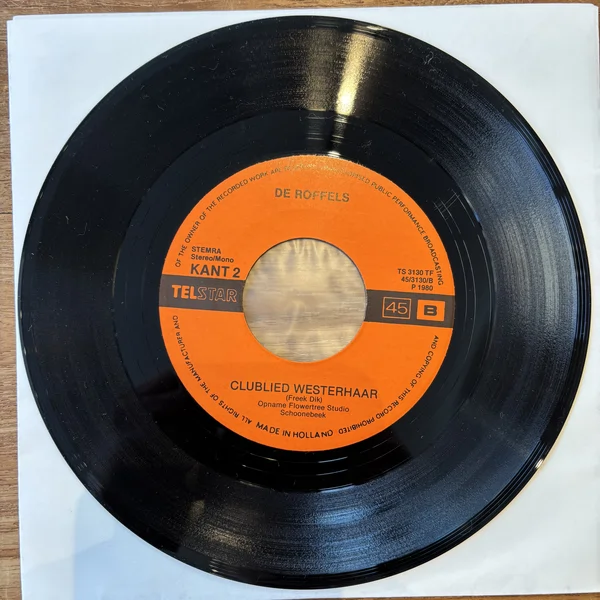 DE ROFFELS
STEMRA
Stereo/Mono
KANT 2
TS 3130 TF
45/3130/B
P 1980
TELSTAR
45 B
CLUBLIED WESTERHAAR
(Freek Dik)
Opname Flowertree Studio
Schoonebeek
MADE IN HOLLAND
ALL RIGHTS OF THE MANUFACTURER AND OF THE OWNER OF THE RECORDED WORK PUBLIC PERFORMANCE BROADCASTING AND COPYING OF THIS RECORD PROHIBITED